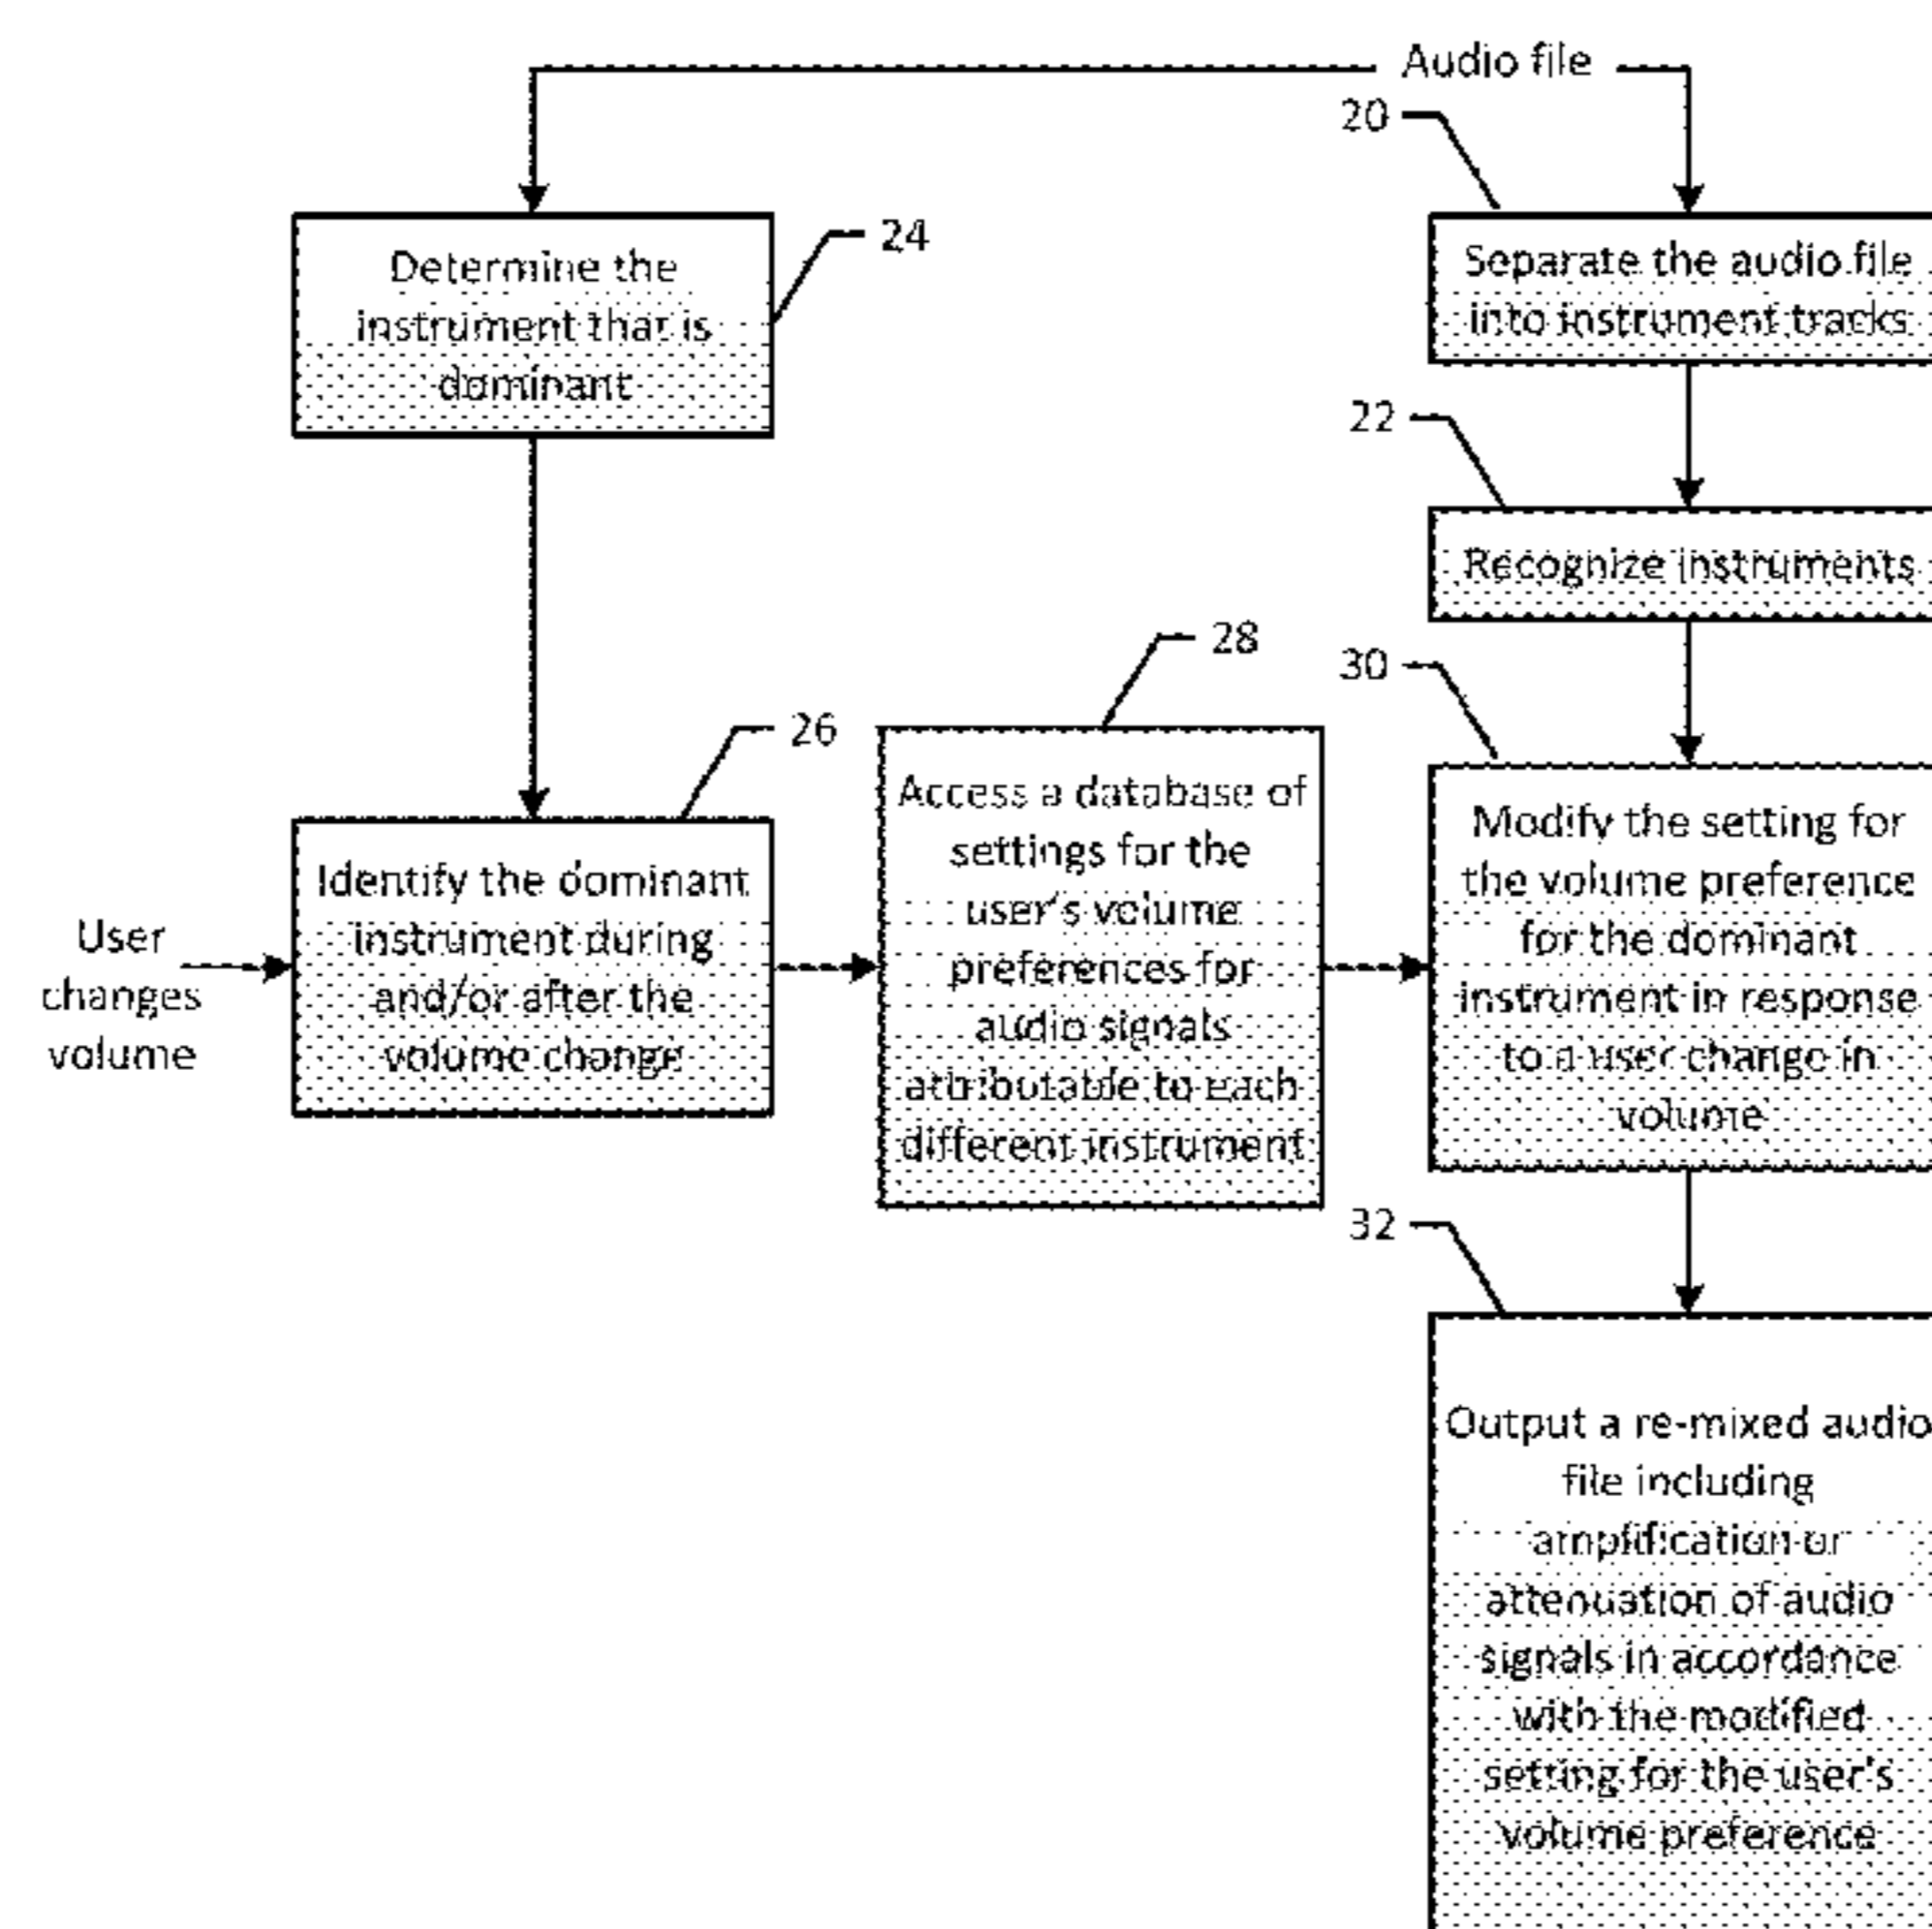 Audio file
20
24
Determine the
instrument that is
dominant
Separate the audio file
into instrument tracks
22
Recognize instruments
28
30
26
Access a database of
settings for the
user's volume
preferences for
audio signals
attributable to each
different instrument
Modify the setting for
the volume preference
for the dominant
instrument in response
to a user change in
volume
Identify the dominant
instrument during
and/or after the
volume change
User
changes
volume
32
Output a re-mixed audio
file including
amplification or
attenuation of audio
signals in accordance
with the modified
setting for the user's
volume preference